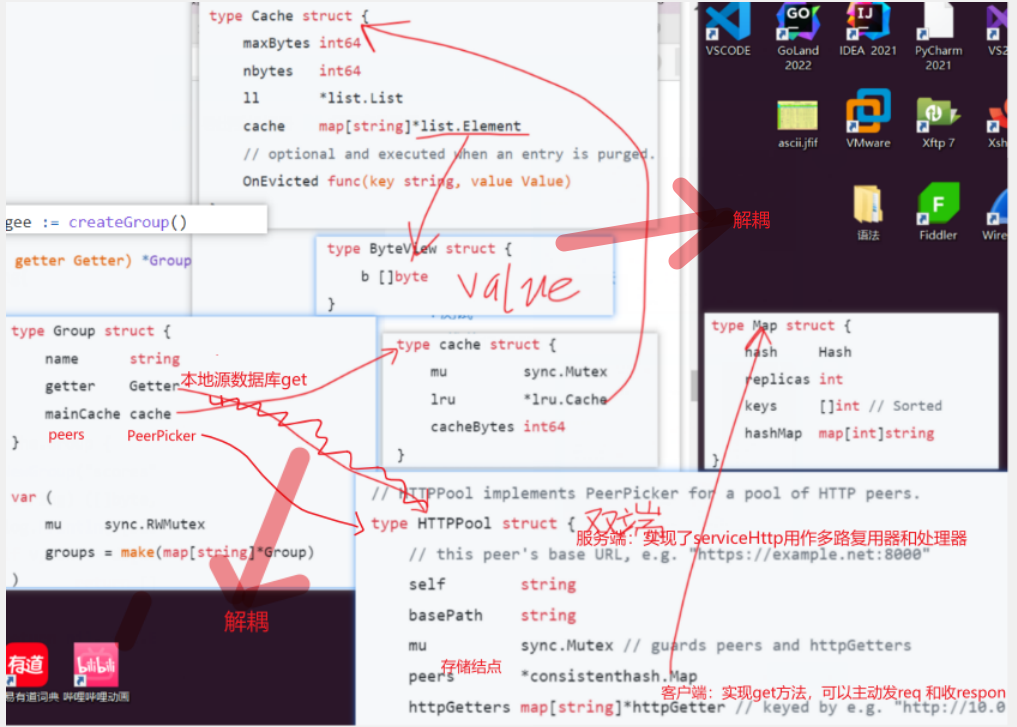 type Cache struct {
maxBytes int64
nbytes int64
ll *list.List
cache map[string]*list.Element
// optional and executed when an entry is purged.
OnEvicted func(key string, value Value)
gee := createGroup()
getter Getter) *Group
type ByteView struct {
b []byte
}
value
解耦
type Group struct {
name string
getter Getter
本地源数据库get
mainCache cache
peers PeerPicker
}
var (
mu sync.RWMutex
groups = make(map[string]*Group)
)
解耦
type cache struct {
mu sync.Mutex
lru *lru.Cache
cacheBytes int64
}
type Map struct {
hash Hash
replicas int
keys []int // Sorted
hashMap map[int]string
}
// HTTPPool implements PeerPicker for a pool of HTTP peers.
type HTTPPool struct {
双端
服务端：实现了serviceHttp用作多路复用器和处理器
// this peer's base URL, e.g. "https://example.net:8000"
self string
basePath string
mu sync.Mutex // guards peers and httpGetters
存储结点
peers *consistenthash.Map
客户端：实现get方法，可以主动发req 和收respon
httpGetters map[string]*httpGetter // keyed by e.g. "http://10.0
VSCODE
GoLand 2022
IDEA 2021
PyCharm 2021
VS2
ascii.jfif
VMware
Xftp 7
Xsh
语法
Fiddler
Wire
有道
bilibili
易有道词典
哔哩哔哩动画